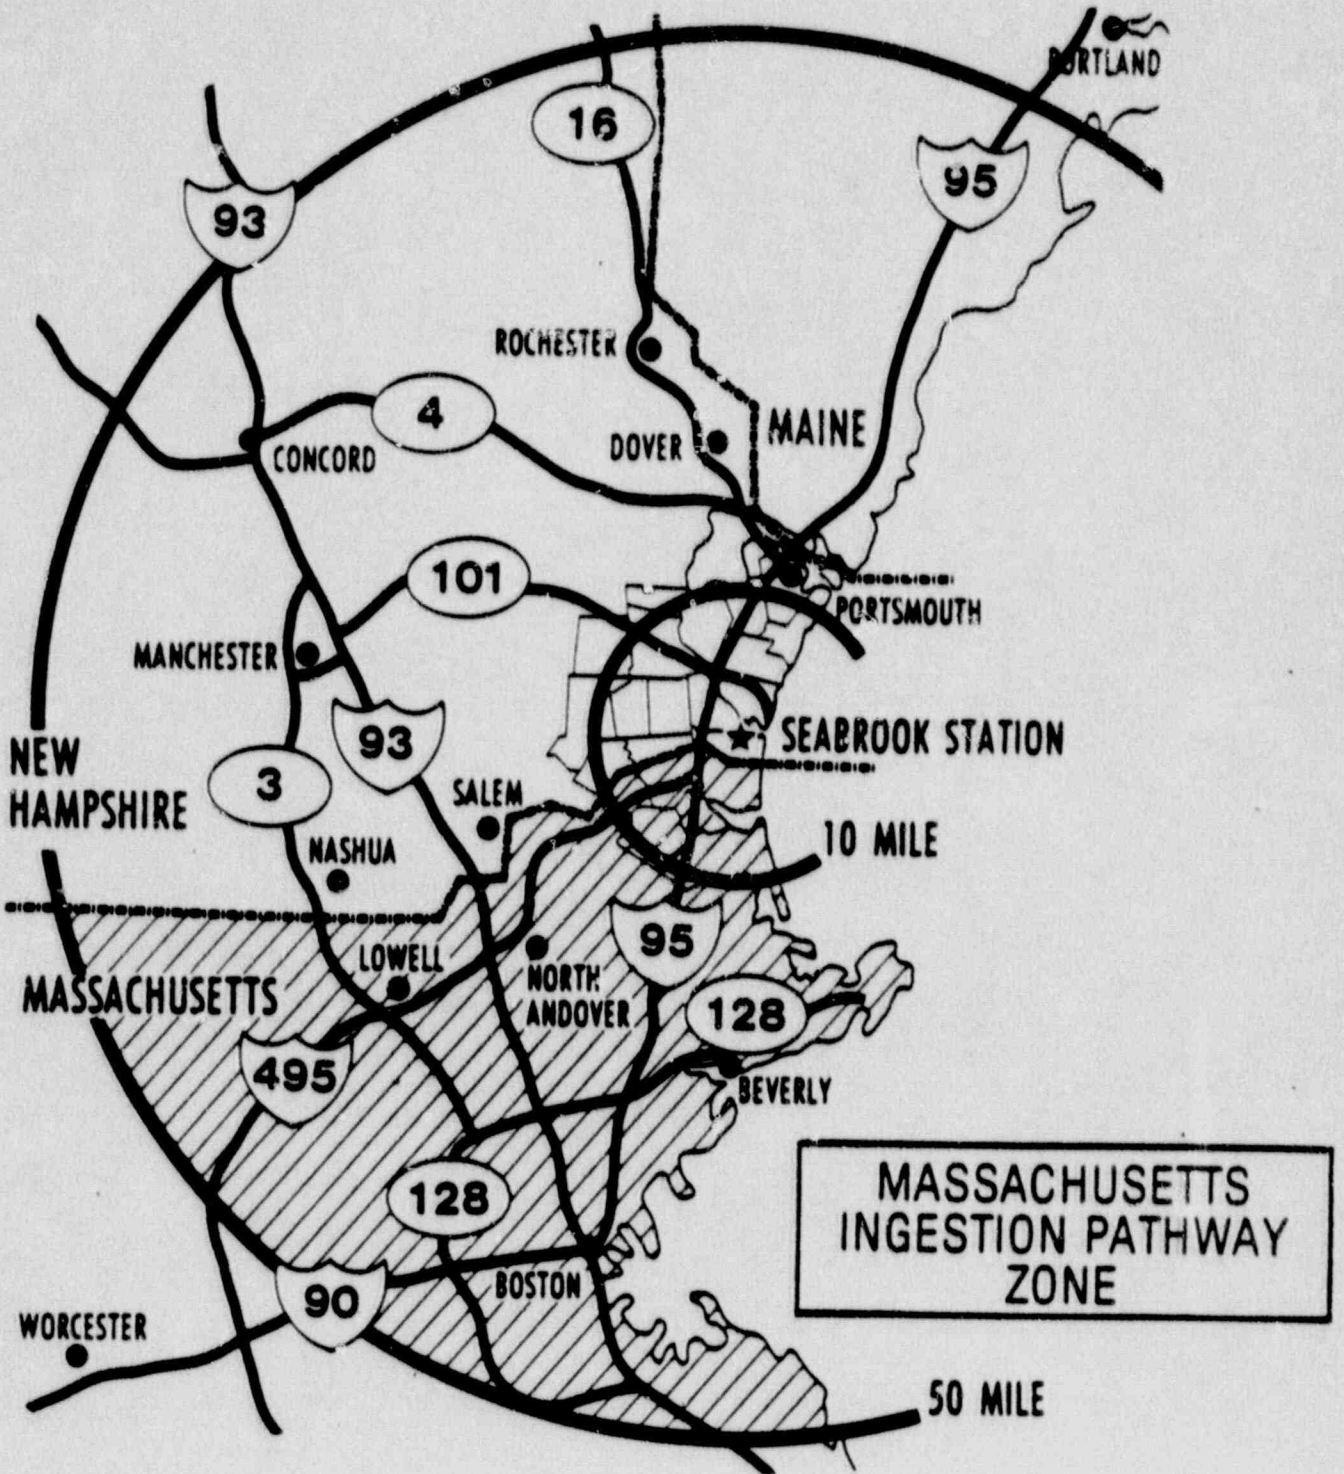 PORTLAND
16
95
93
ROCHESTER
4
MAINE
DOVER
CONCORD
101
PORTSMOUTH
MANCHESTER
93
SEABROOK STATION
NEW
HAMPSHIRE
3
SALEM
10 MILE
NASHUA
95
LOWELL
NORTH
ANDOVER
MASSACHUSETTS
128
495
BEVERLY
MASSACHUSETTS
INGESTION PATHWAY
ZONE
128
BOSTON
90
WORCESTER
50 MILE